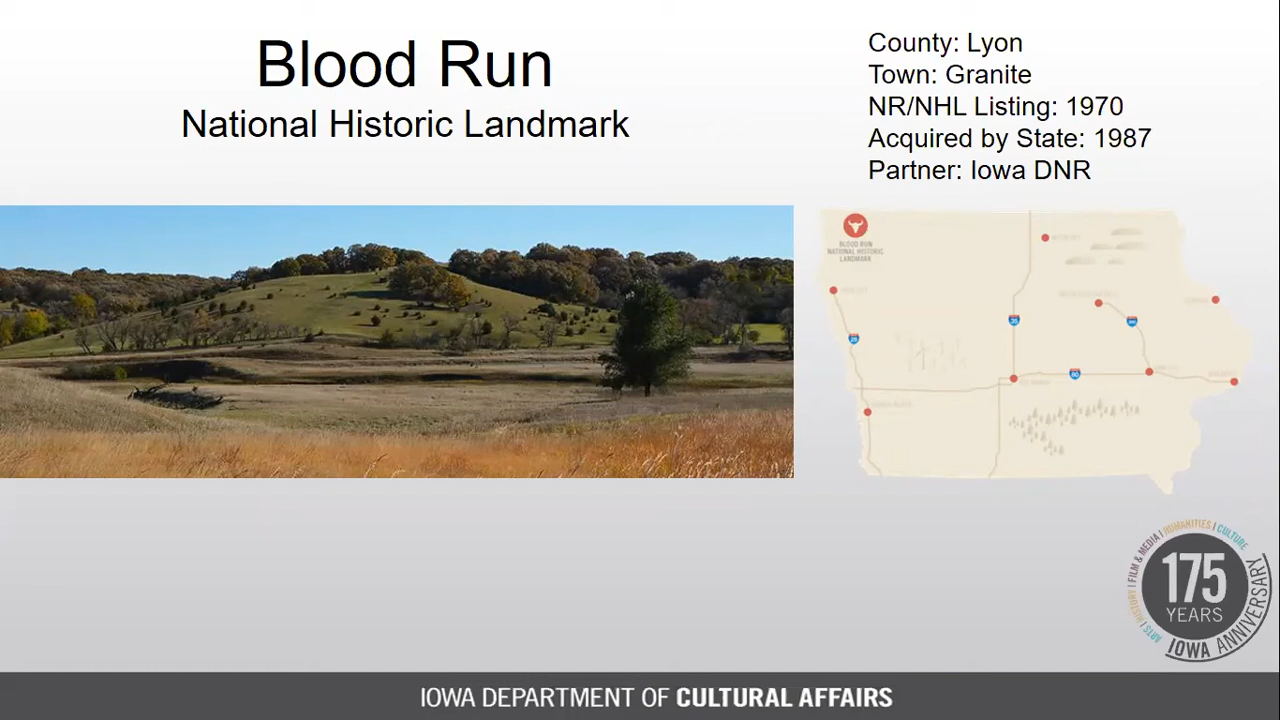 Blood Run
National Historic Landmark
County: Lyon
Town: Granite
NR/NHL Listing: 1970
Acquired by State: 1987
Partner: Iowa DNR
BLOOD RUN
NATIONAL HISTORIC
LANDMARK
35
29
80
ARTS | HISTORY | FILM & MEDIA | HUMANITIES | CULTURE
175
YEARS
IOWA ANNIVERSARY
IOWA DEPARTMENT OF CULTURAL AFFAIRS